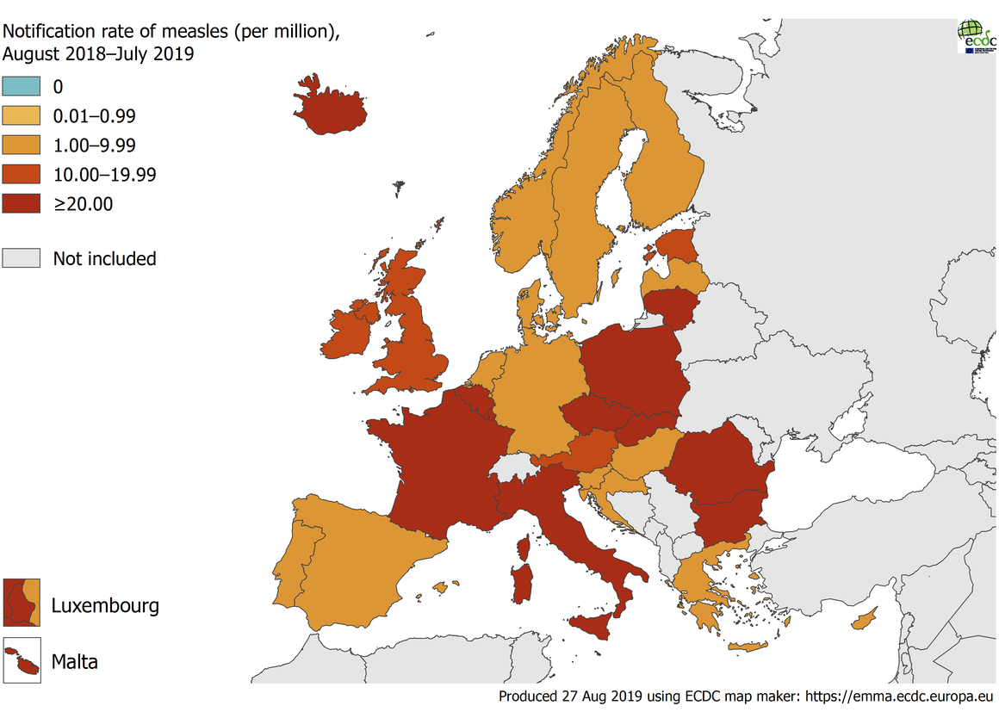 Notification rate of measles (per million),
August 2018–July 2019
0
0.01–0.99
1.00–9.99
10.00–19.99
≥20.00
Not included
ecdc
Luxembourg
Malta
Produced 27 Aug 2019 using ECDC map maker: https://emma.ecdc.europa.eu